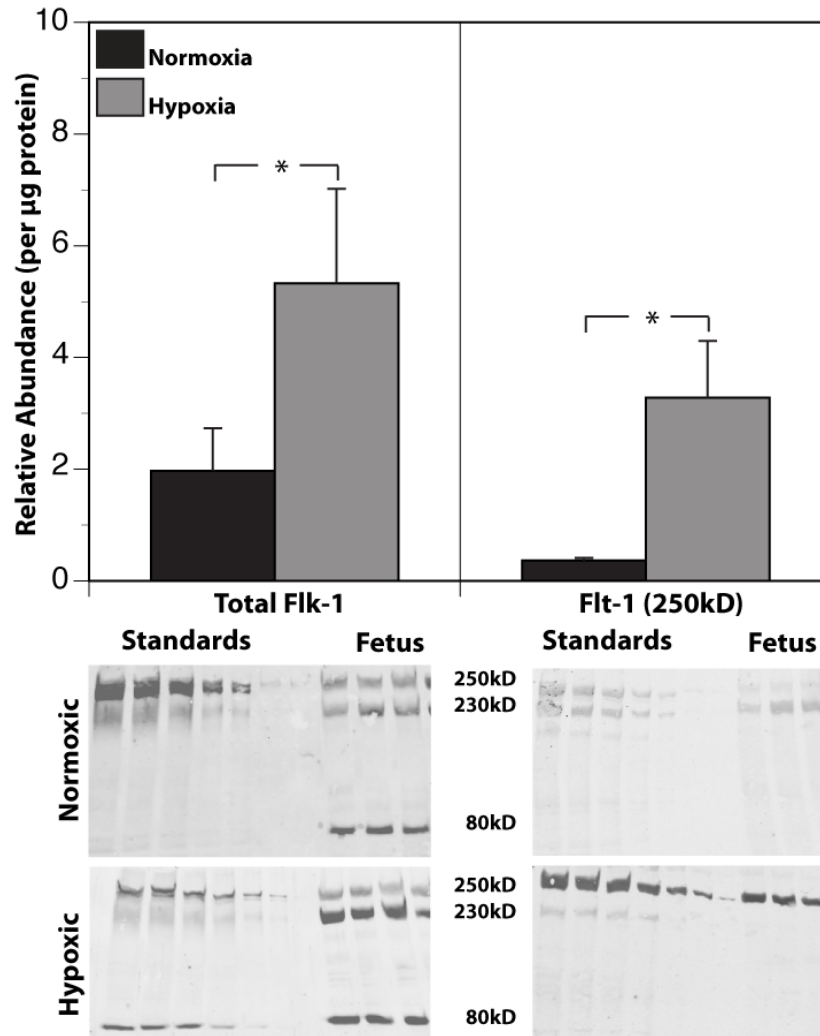 Relative Abundance (per µg protein)
10
8
6
4
2
0
Normoxia
Hypoxia
*
*
Total Flk-1
Flt-1 (250kD)
Standards
Fetus
Standards
Fetus
Normoxic
250kD
230kD
80kD
Hypoxic
250kD
230kD
80kD